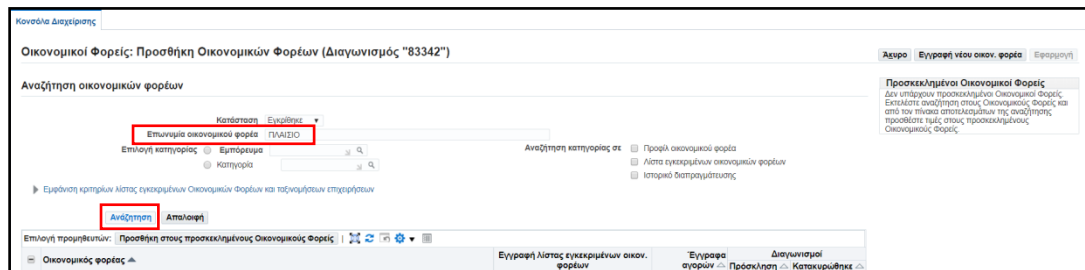 Κονσόλα Διαχείρισης
Οικονομικοί Φορείς: Προσθήκη Οικονομικών Φορέων (Διαγωνισμός "83342")
Άκυρο Εγγραφή νέου οικον. φορέα Εφαρμογή
Αναζήτηση οικονομικών φορέων
Προσκεκλημένοι Οικονομικοί Φορείς
Δεν υπάρχουν προσκεκλημένοι Οικονομικοί Φορείς.
Εκτελέστε αναζήτηση στους Οικονομικούς Φορείς και
από τον πίνακα αποτελεσμάτων της αναζήτησης
προσθέστε τιμές στους προσκεκλημένους
Οικονομικούς Φορείς.
Κατάσταση Εγκρίθηκε
Επωνυμία οικονομικού φορέα ΠΛΑΙΣΙΟ
Επιλογή κατηγορίας Εμπόρευμα
Κατηγορία
Αναζήτηση κατηγορίας σε Προφίλ οικονομικού φορέα
Λίστα εγκεκριμένων οικονομικών φορέων
Ιστορικό διαπραγμάτευσης
Εμφάνιση κριτηρίων λίστας εγκεκριμένων Οικονομικών Φορέων και ταξινομήσεων επιχειρήσεων
Αναζήτηση Απαλοιφή
Επιλογή προμηθευτών: Προσθήκη στους προσκεκλημένους Οικονομικούς Φορείς
Οικονομικός φορέας
Εγγραφή λίστας εγκεκριμένων οικον. φορέων
Έγγραφα αγορών
Διαγωνισμοί
Πρόσκληση Κατακυρώθηκε